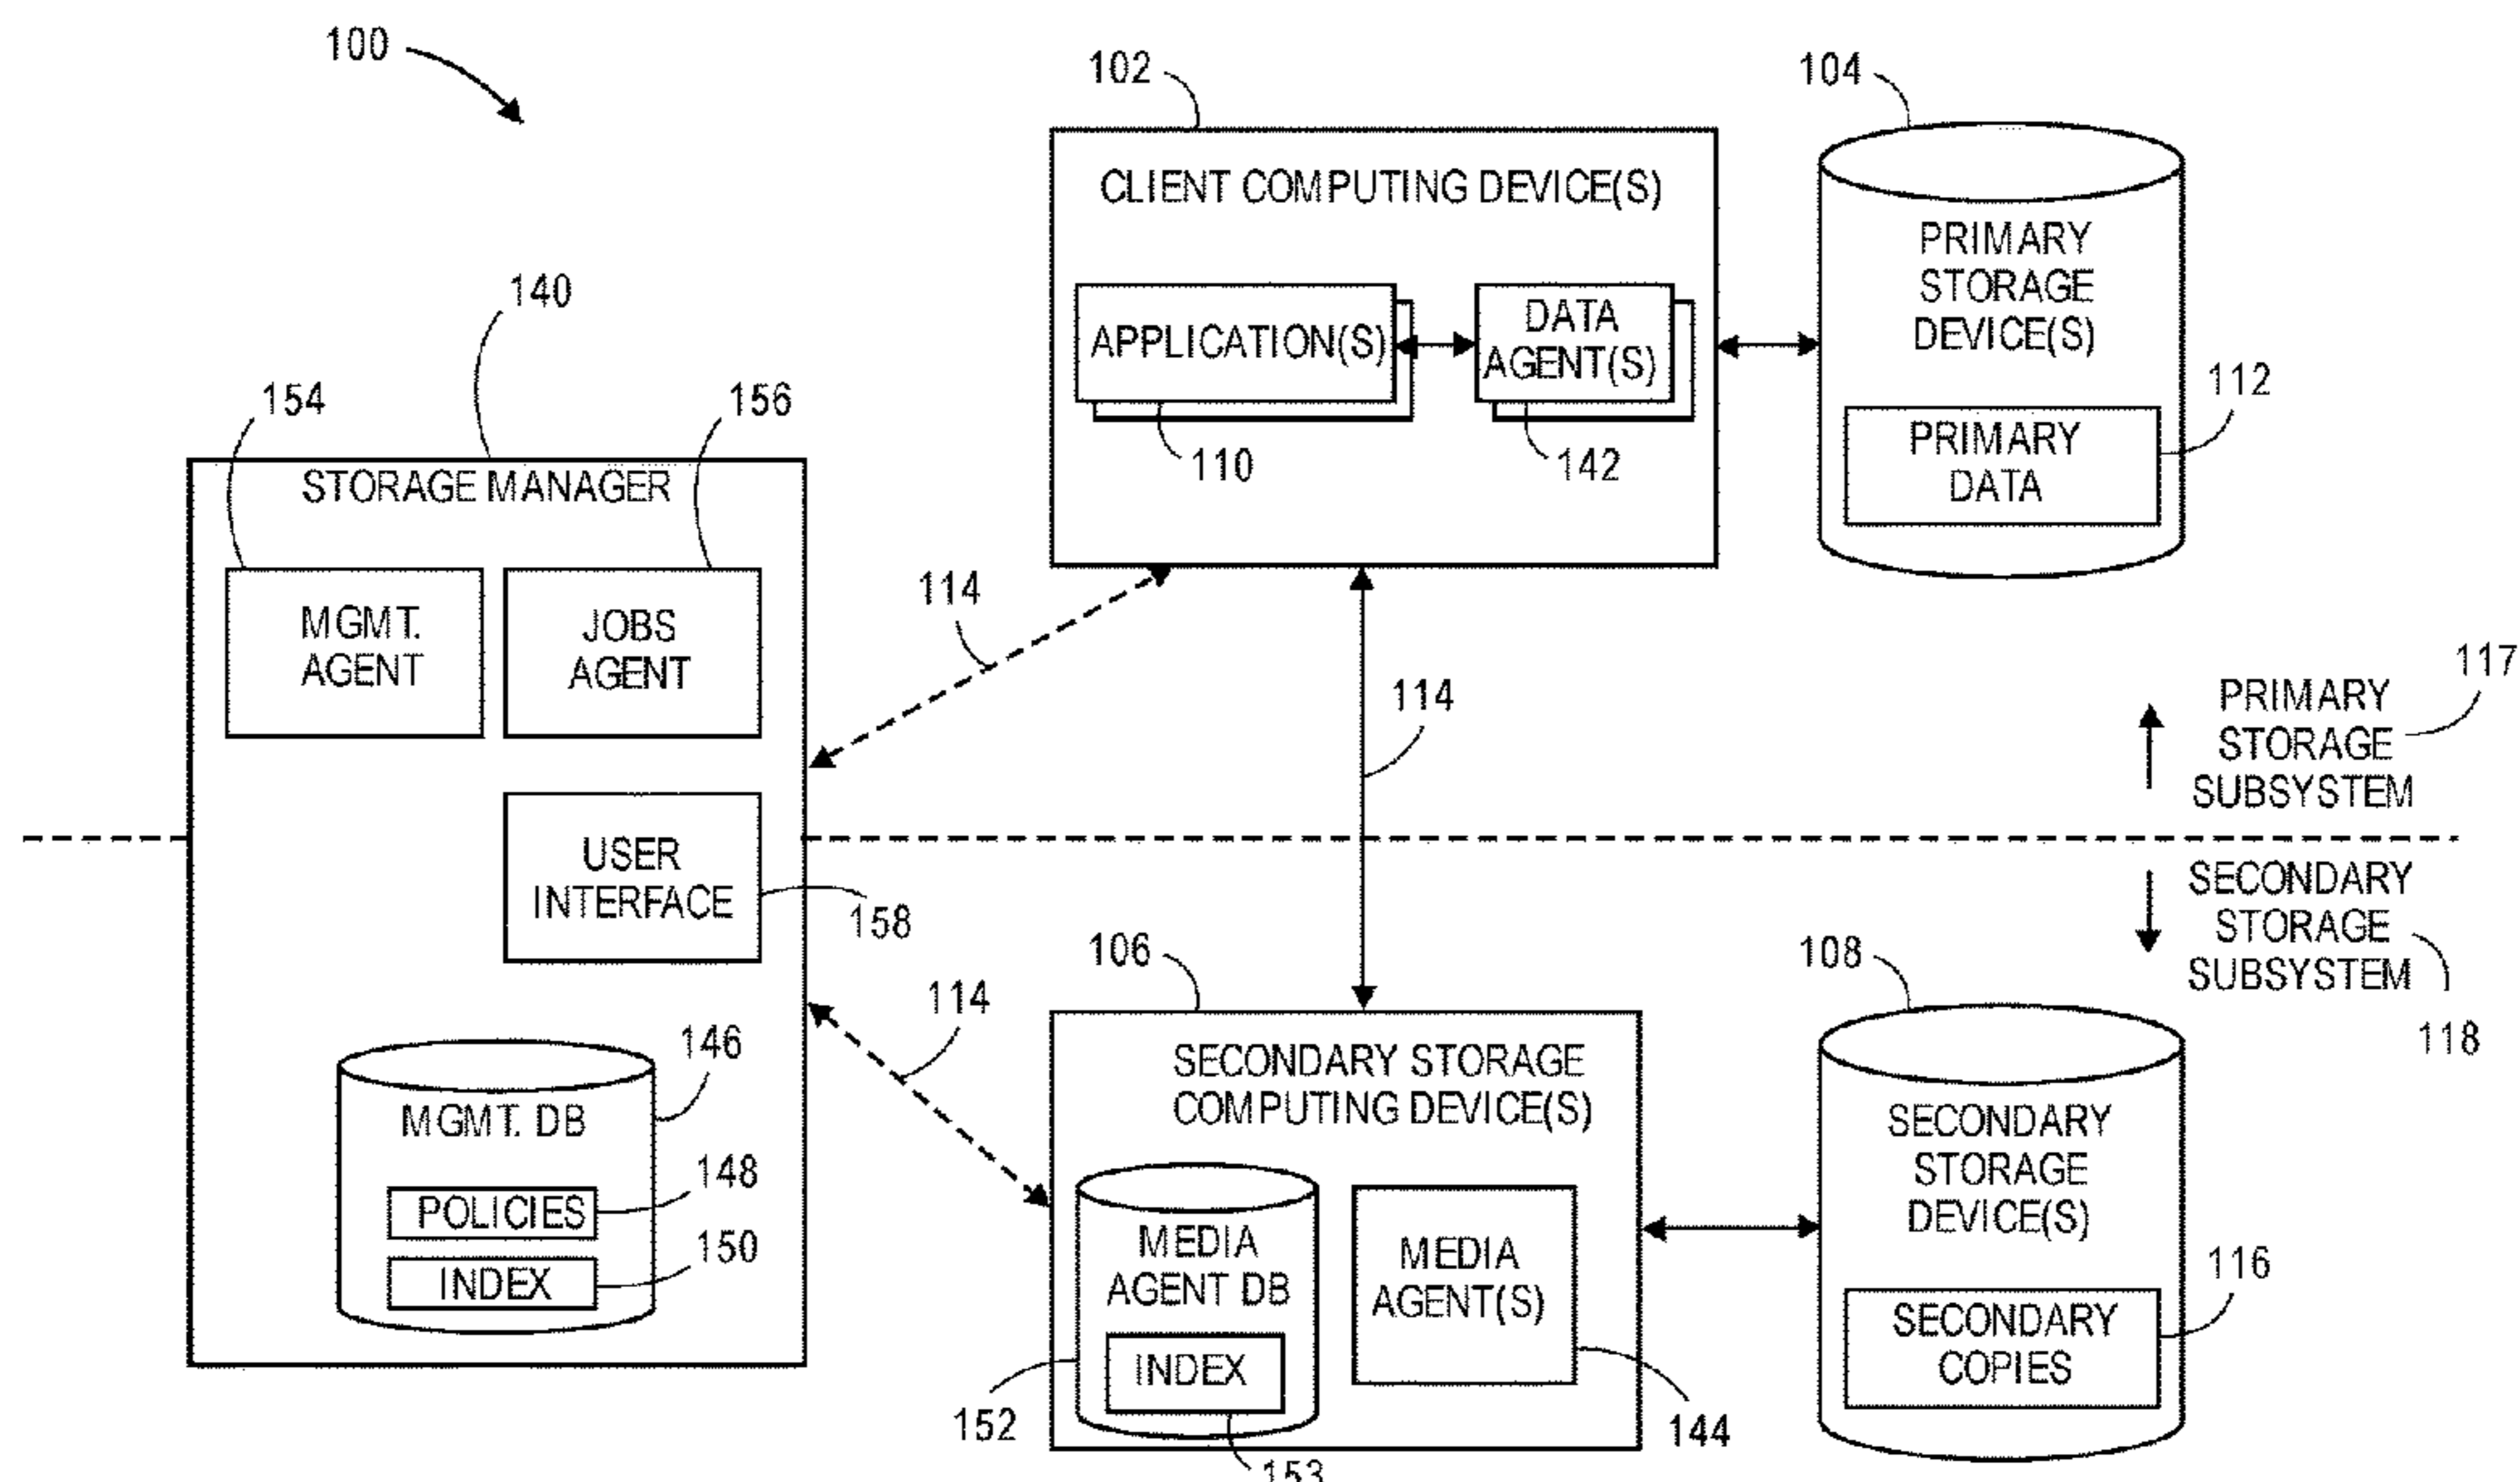 100
102
104
CLIENT COMPUTING DEVICE(S)
APPLICATION(S)
DATA
AGENT(S)
110
142
PRIMARY
STORAGE
DEVICE(S)
112
PRIMARY
DATA
140
154
156
STORAGE MANAGER
MGMT.
AGENT
JOBS
AGENT
114
114
117
PRIMARY
STORAGE
SUBSYSTEM
USER
INTERFACE
158
SECONDARY
STORAGE
SUBSYSTEM
118
114
106
108
146
MGMT. DB
POLICIES
148
INDEX
150
SECONDARY STORAGE
COMPUTING DEVICE(S)
MEDIA
AGENT DB
INDEX
MEDIA
AGENT(S)
152
153
144
SECONDARY
STORAGE
DEVICE(S)
116
SECONDARY
COPIES